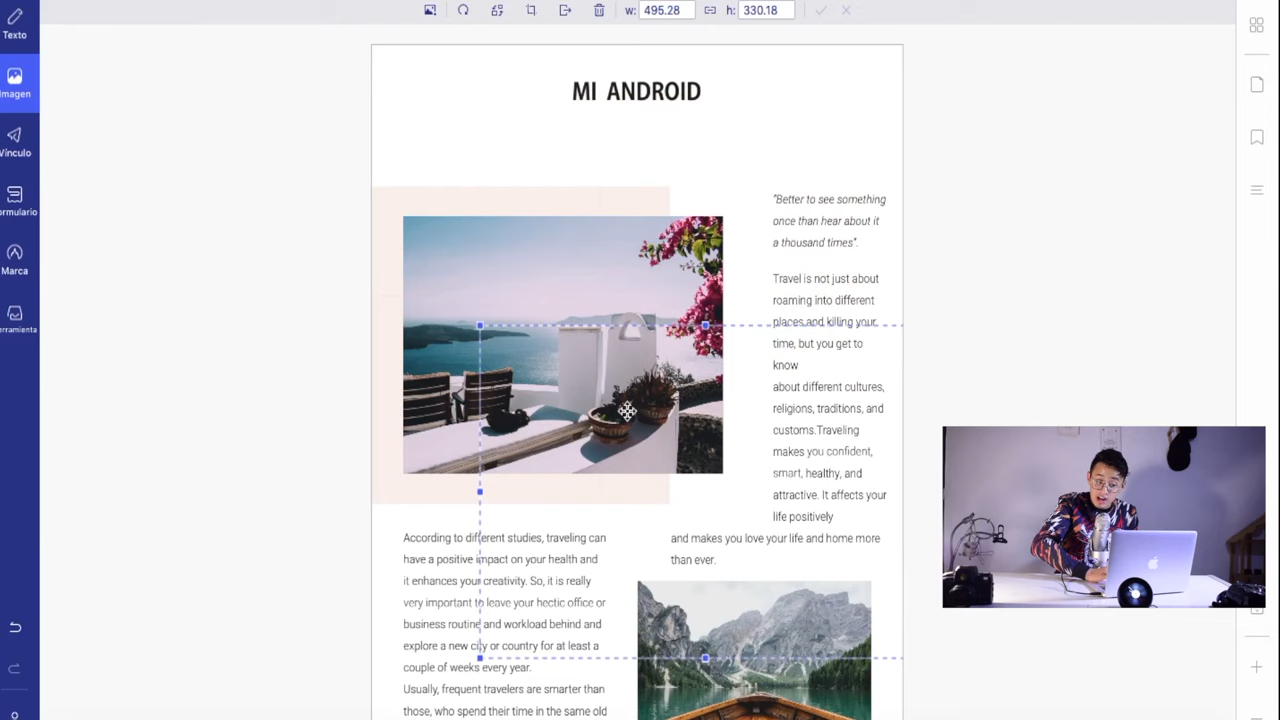 w: 495.28 h: 330.18
Texto
Imagen
Vínculo
ormulario
Marca
erramienta
MI ANDROID
"Better to see something
once than hear about it
a thousand times".
Travel is not just about
roaming into different
places and killing your
time, but you get to
know
about different cultures,
religions, traditions, and
customs.Traveling
makes you confident,
smart, healthy, and
attractive. It affects your
life positively
and makes you love your life and home more
than ever.
According to different studies, traveling can
have a positive impact on your health and
it enhances your creativity. So, it is really
very important to leave your hectic office or
business routine and workload behind and
explore a new city or country for at least a
couple of weeks every year.
Usually, frequent travelers are smarter than
those, who spend their time in the same old